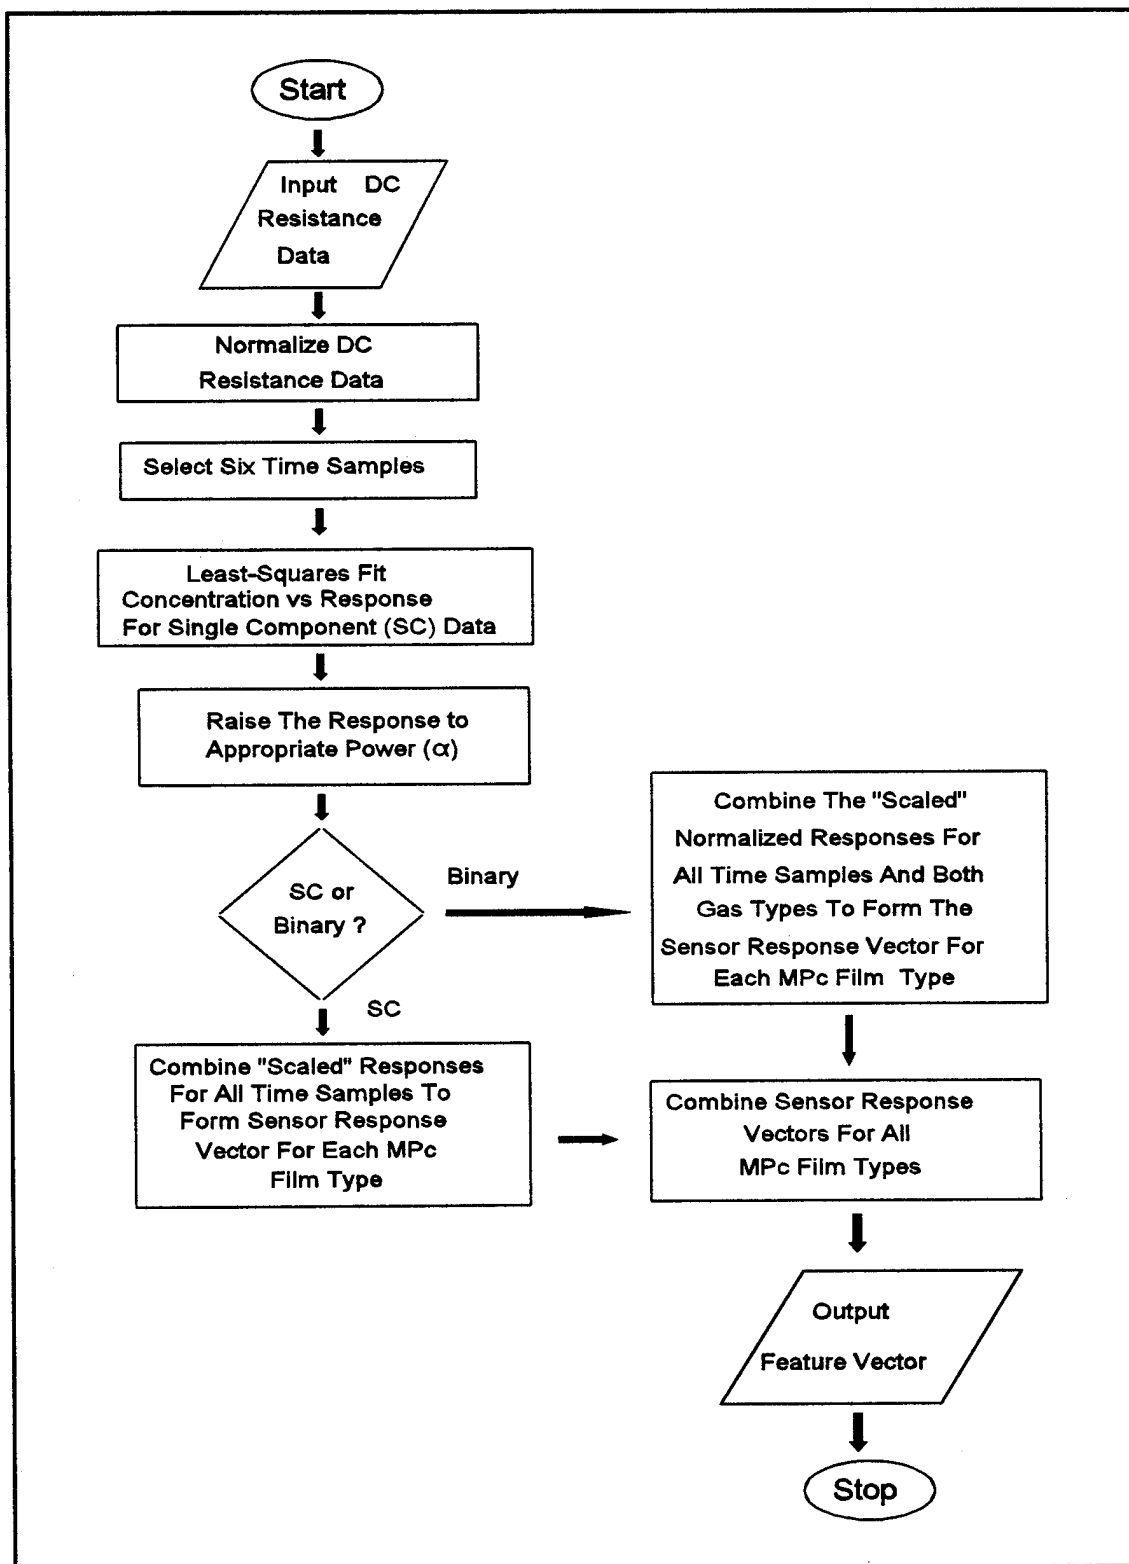 Start
Input DC
Resistance
Data
Normalize DC
Resistance Data
Select Six Time Samples
Least-Squares Fit
Concentration vs Response
For Single Component (SC) Data
Raise The Response to
Appropriate Power (α)
SC or
Binary ?
Binary
SC
Combine The "Scaled"
Normalized Responses For
All Time Samples And Both
Gas Types To Form The
Sensor Response Vector For
Each MPc Film Type
Combine "Scaled" Responses
For All Time Samples To
Form Sensor Response
Vector For Each MPc
Film Type
Combine Sensor Response
Vectors For All
MPc Film Types
Output
Feature Vector
Stop